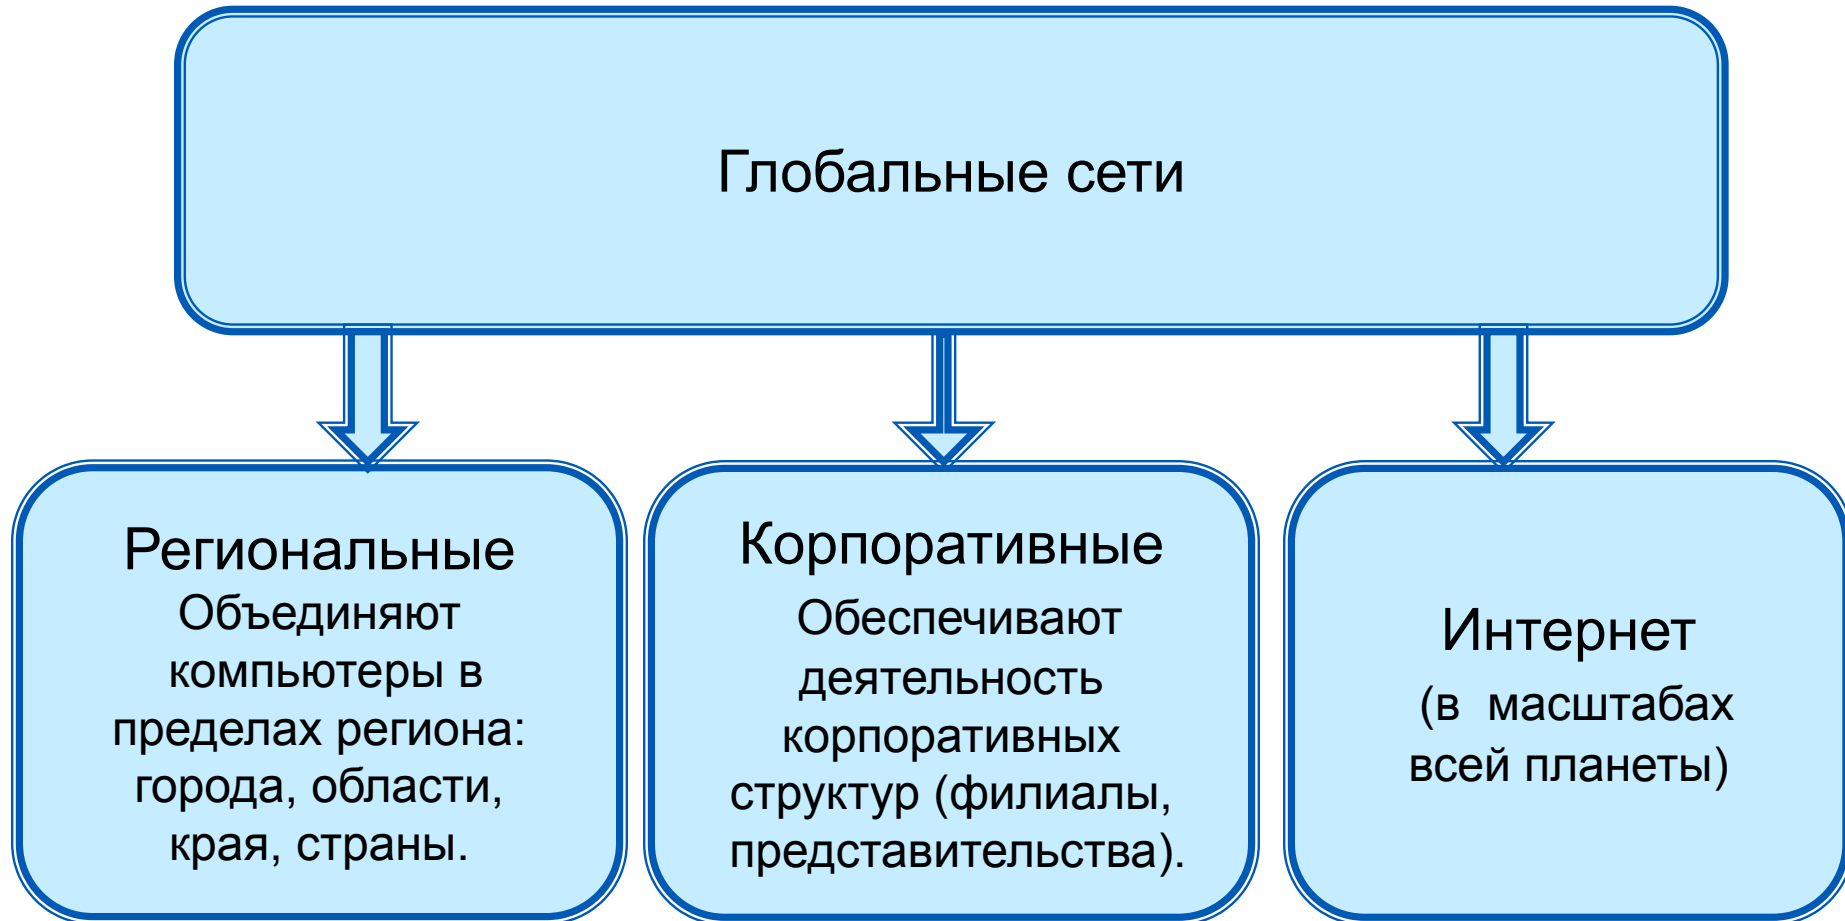 Глобальные сети
Региональные
Объединяют
компьютеры в
пределах региона:
города, области,
края, страны.
Корпоративные
Обеспечивают
деятельность
корпоративных
структур (филиалы,
представительства).
Интернет
(в масштабах
всей планеты)